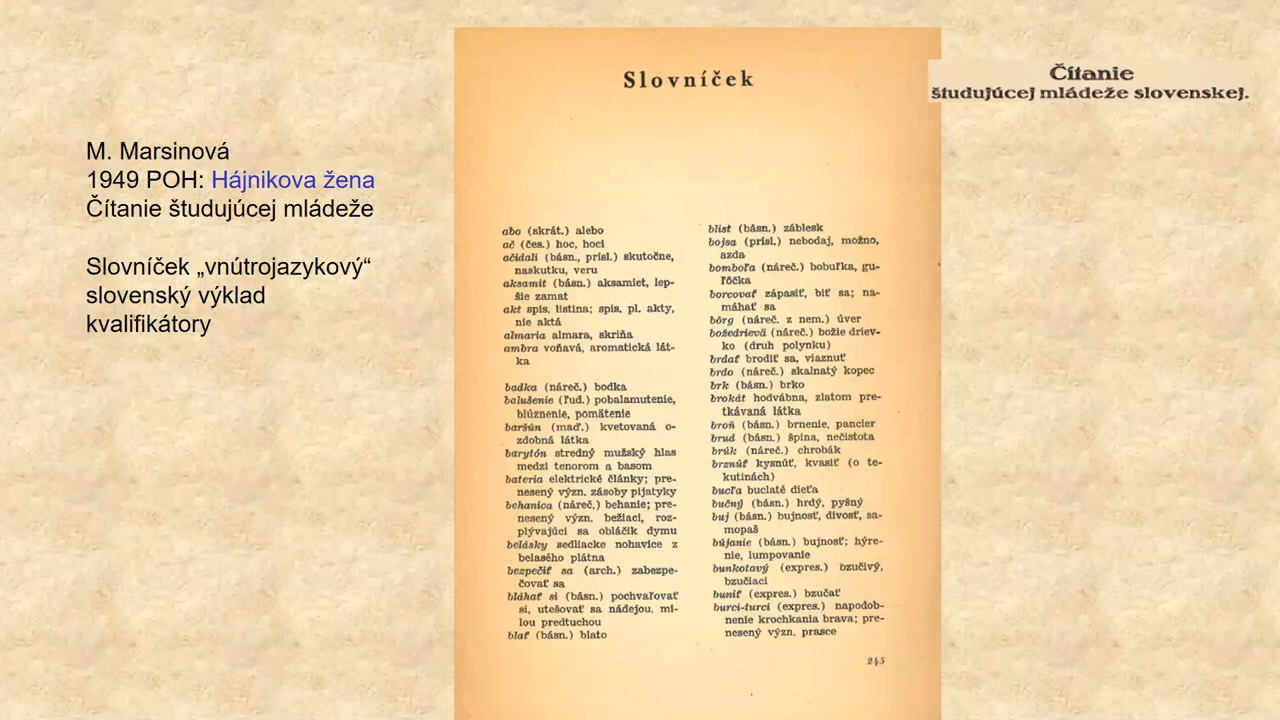 M. Marsinová
1949 POH: Hájnikova žena
Čítanie študujúcej mládeže
Slovníček „vnútrojazykový“
slovenský výklad
kvalifikátory
Slovníček
abo (skrát.) alebo
ač (čes.) hoc, hoci
ačidali (básn., prísl.) skutočne,
naskutku, veru
aksamit (básn.) aksamiet, lep-
šie zamat
akt spis, listina; spis. pl. akty,
nie aktá
almaria almara, skriňa
ambra voňavá, aromatická lát-
ka
badka (náreč.) bodka
balušenie (ľud.) pobalamutenie,
blúznenie, pomätenie
baršún (maď.) kvetovaná o-
zdobná látka
barytón stredný mužský hlas
medzi tenorom a basom
bateria elektrické články; pre-
nesený význ. zásoby pijatyky
behanica (náreč.) behanie; pre-
nesený význ. bežiaci, roz-
plývajúci sa obláčik dymu
belásky sedliacke nohavice z
belasého plátna
bezpečiť sa (arch.) zabezpe-
čovať sa
bláhať si (básn.) pochvaľovať
si, utešovať sa nádejou, mi-
lou predtuchou
blať (básn.) blato
blist (básn.) záblesk
bojsa (prísl.) nebodaj, možno,
azda
bomboľa (náreč.) bobuľka, gu-
ľôčka
borcovať zápasiť, biť sa; na-
máhať sa
bôrg (náreč. z nem.) úver
božedrievä (náreč.) božie driev-
ko (druh polynku)
brdať brodiť sa, viaznuť
brdo (náreč.) skalnatý kopec
brk (básn.) brko
brokát hodvábna, zlatom pre-
tkávaná látka
broň (básn.) brnenie, pancier
brud (básn.) špina, nečistota
brúk (náreč.) chrobák
brznúť kysnúť, kvasiť (o te-
kutinách)
bucľa buclaté dieťa
bučný (básn.) hrdý, pyšný
buj (básn.) bujnosť, divosť, sa-
mopaš
bújanie (básn.) bujnosť; hýre-
nie, lumpovanie
bunkotavý (expres.) bzučivý,
bzučiaci
buniť (expres.) bzučať
burci-turci (expres.) napodob-
nenie krochkania brava; pre-
nesený význ. prasce
245
Čítanie
študujúcej mládeže slovenskej.